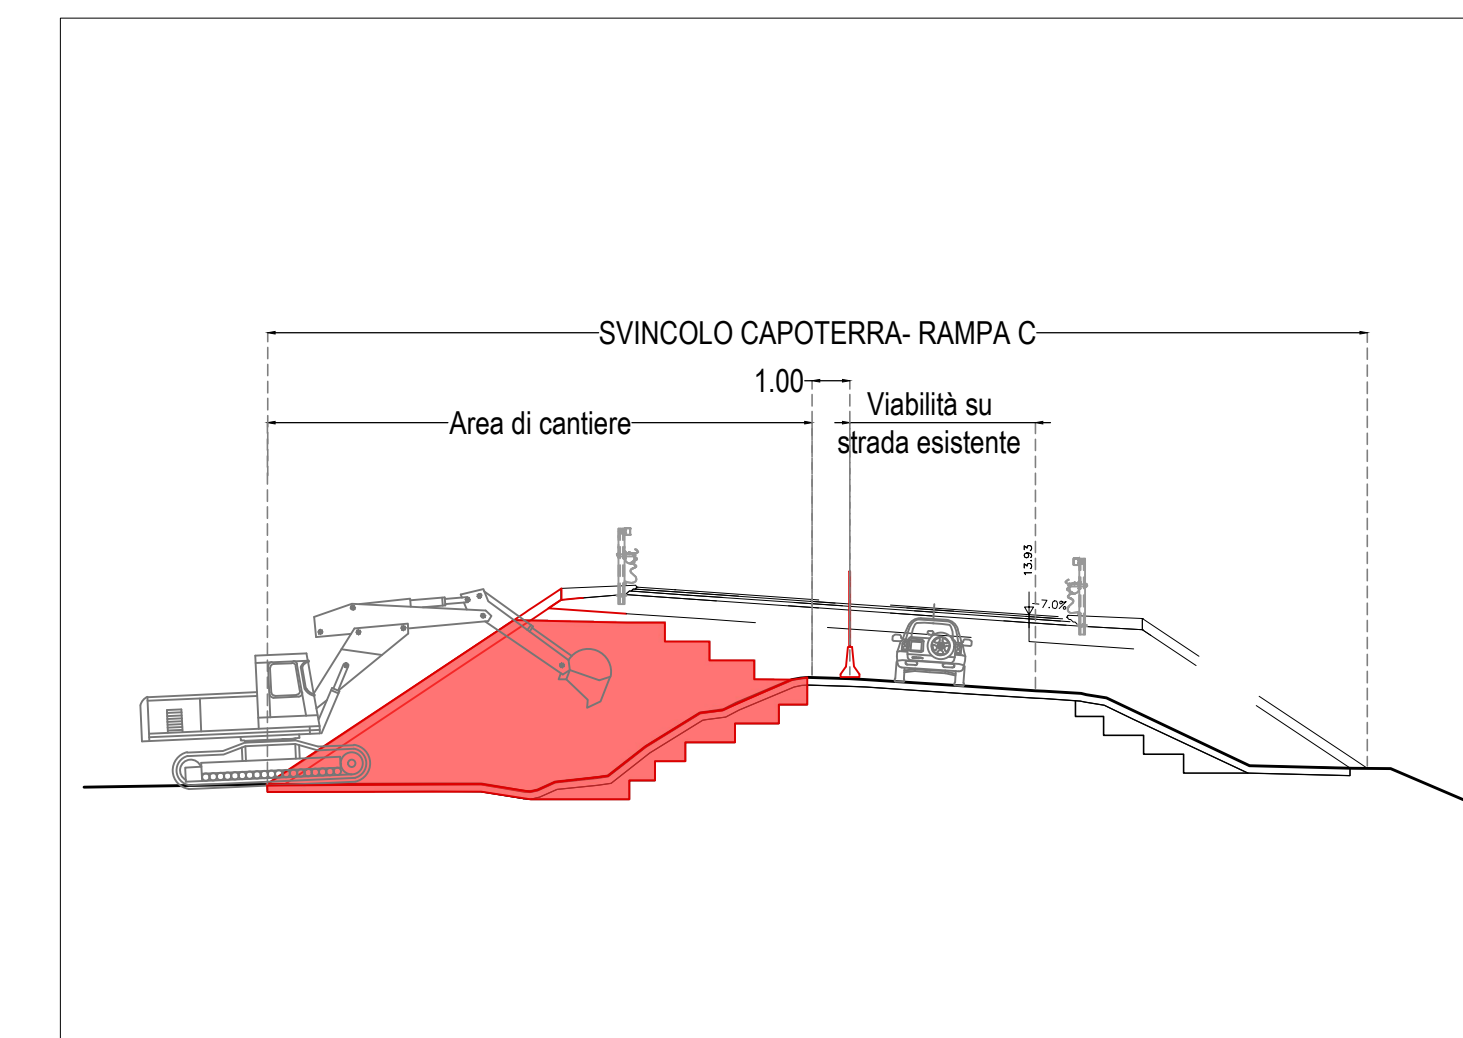 SVINCOLO CAPOTERRA- RAMPA C
1.00
Viabilità su
Area di cantiere
strada esistente
13.93
-7.0%